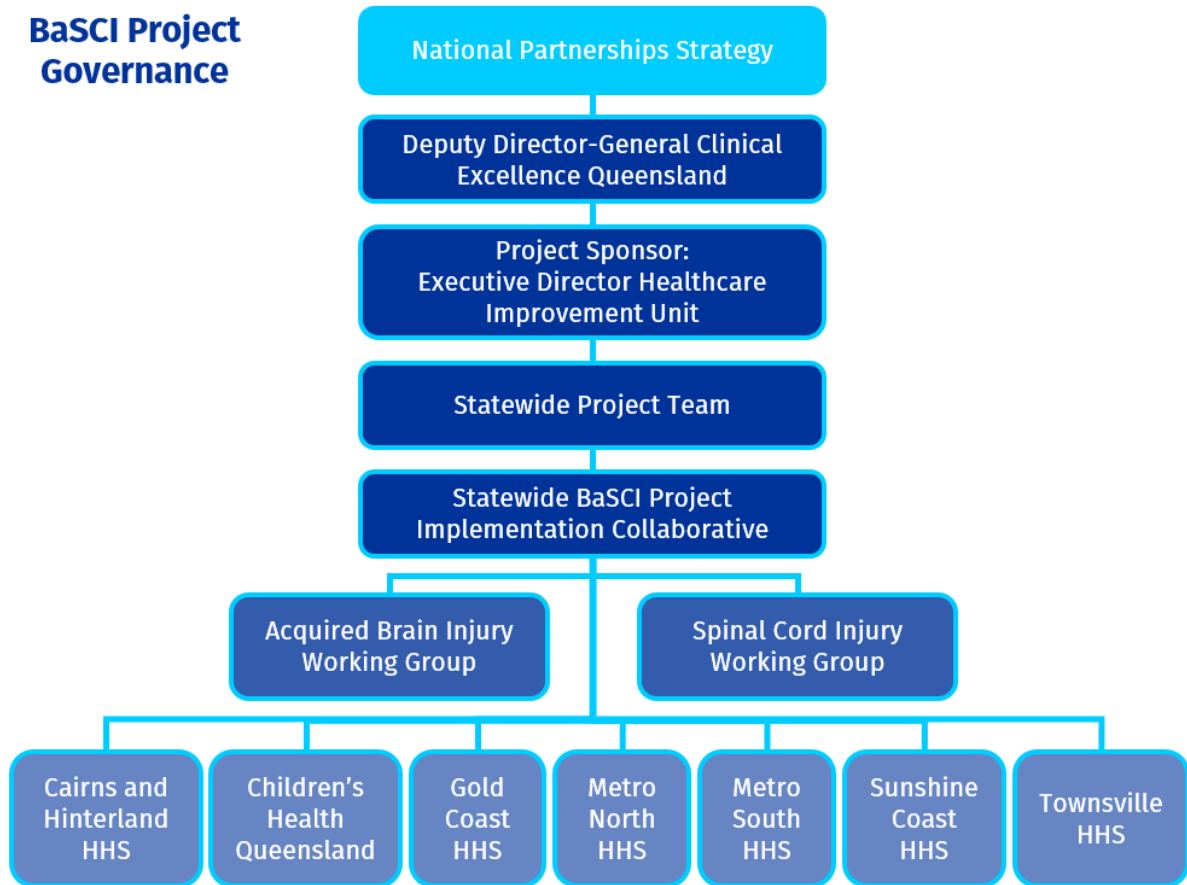 BaSCI Project
Governance
National Partnerships Strategy
Deputy Director-General Clinical
Excellence Queensland
Project Sponsor:
Executive Director Healthcare
Improvement Unit
Statewide Project Team
Statewide BaSCI Project
Implementation Collaborative
Acquired Brain Injury
Working Group
Spinal Cord Injury
Working Group
Cairns and
Hinterland
HHS
Children’s
Health
Queensland
Gold
Coast
HHS
Metro
North
HHS
Metro
South
HHS
Sunshine
Coast
HHS
Townsville
HHS